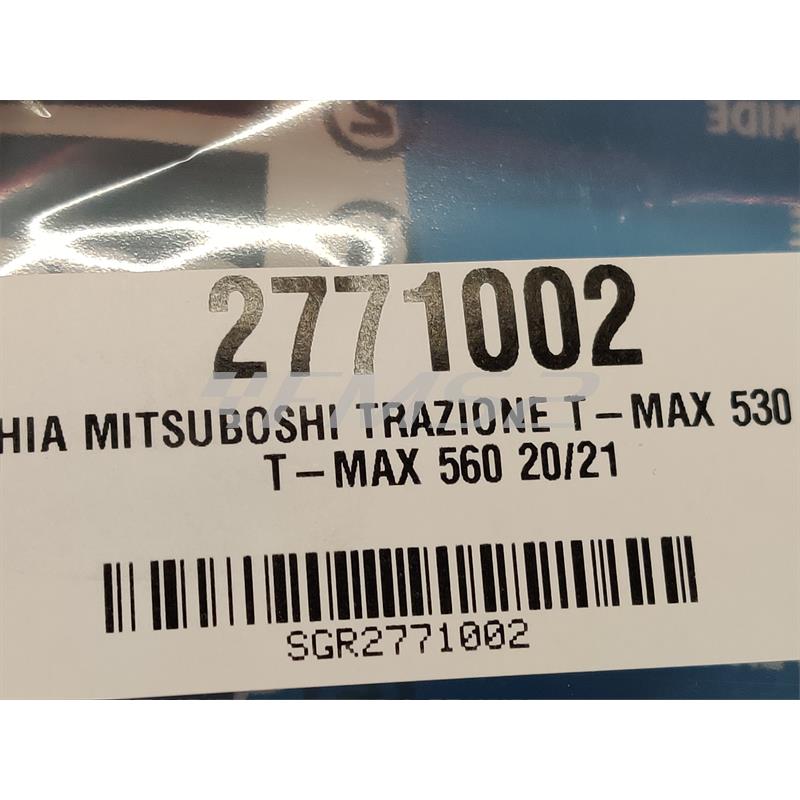 2771002
HIA MITSUBOSHI TRAZIONE T-MAX 530
T-MAX 560 20/21
SGR2771002